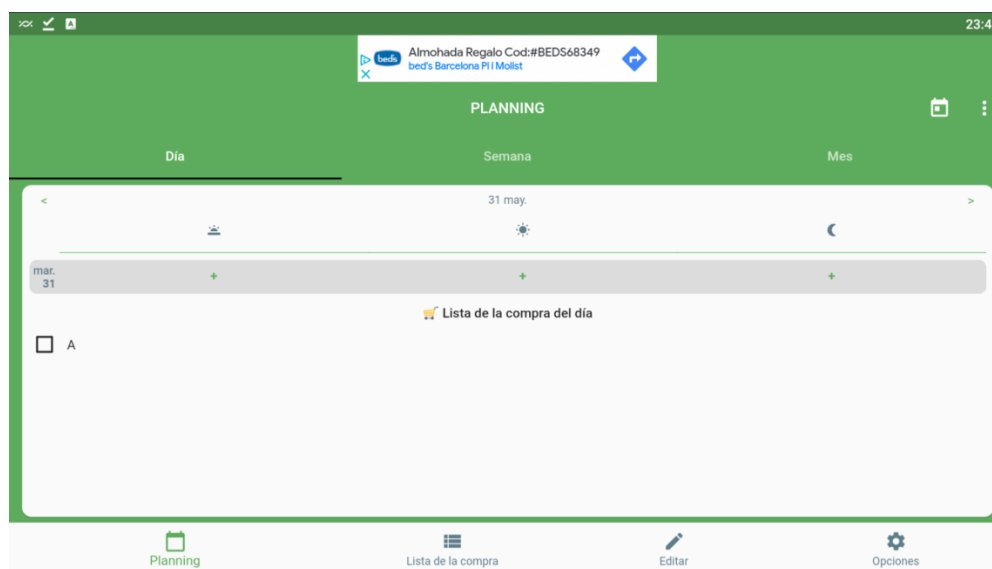 A
23:4
beds
Almohada Regalo Cod:#BEDS68349
bed's Barcelona Pl i Molist
PLANNING
Día
Semana
Mes
<
31 may.
>
mar.
31
+
+
+
Lista de la compra del día
A
Planning
Lista de la compra
Editar
Opciones